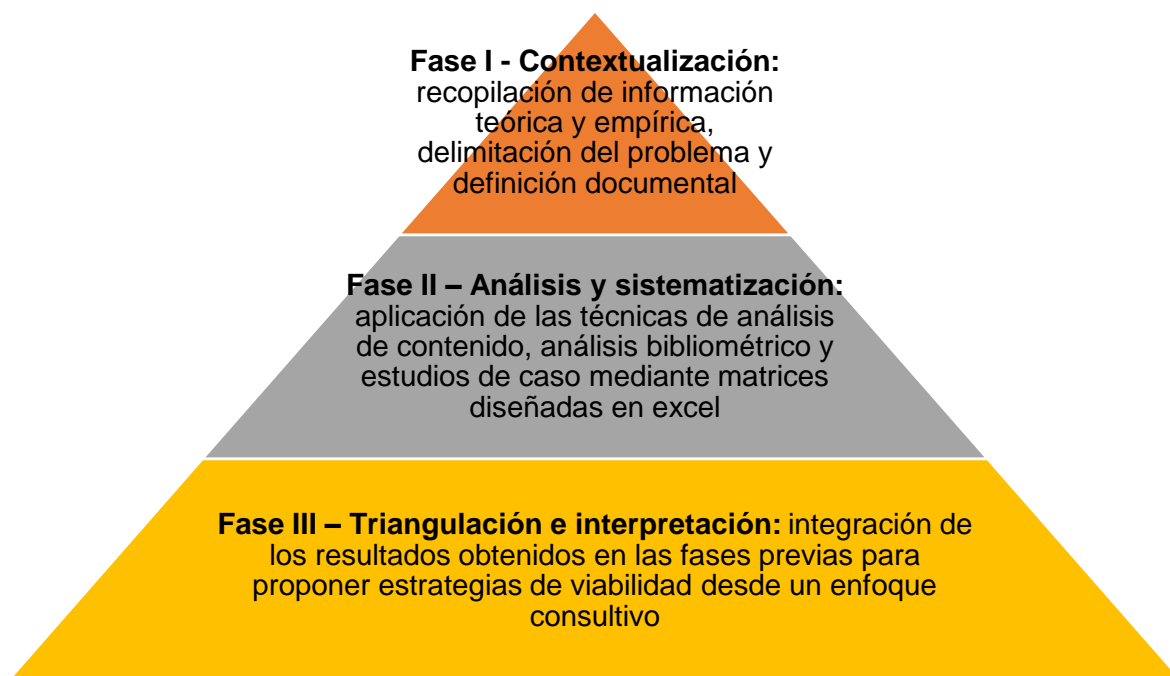 Fase I - Contextualización:
recopilación de información
teórica y empírica,
delimitación del problema y
definición documental
Fase II – Análisis y sistematización:
aplicación de las técnicas de análisis
de contenido, análisis bibliométrico y
estudios de caso mediante matrices
diseñadas en excel
Fase III – Triangulación e interpretación: integración de
los resultados obtenidos en las fases previas para
proponer estrategias de viabilidad desde un enfoque
consultivo